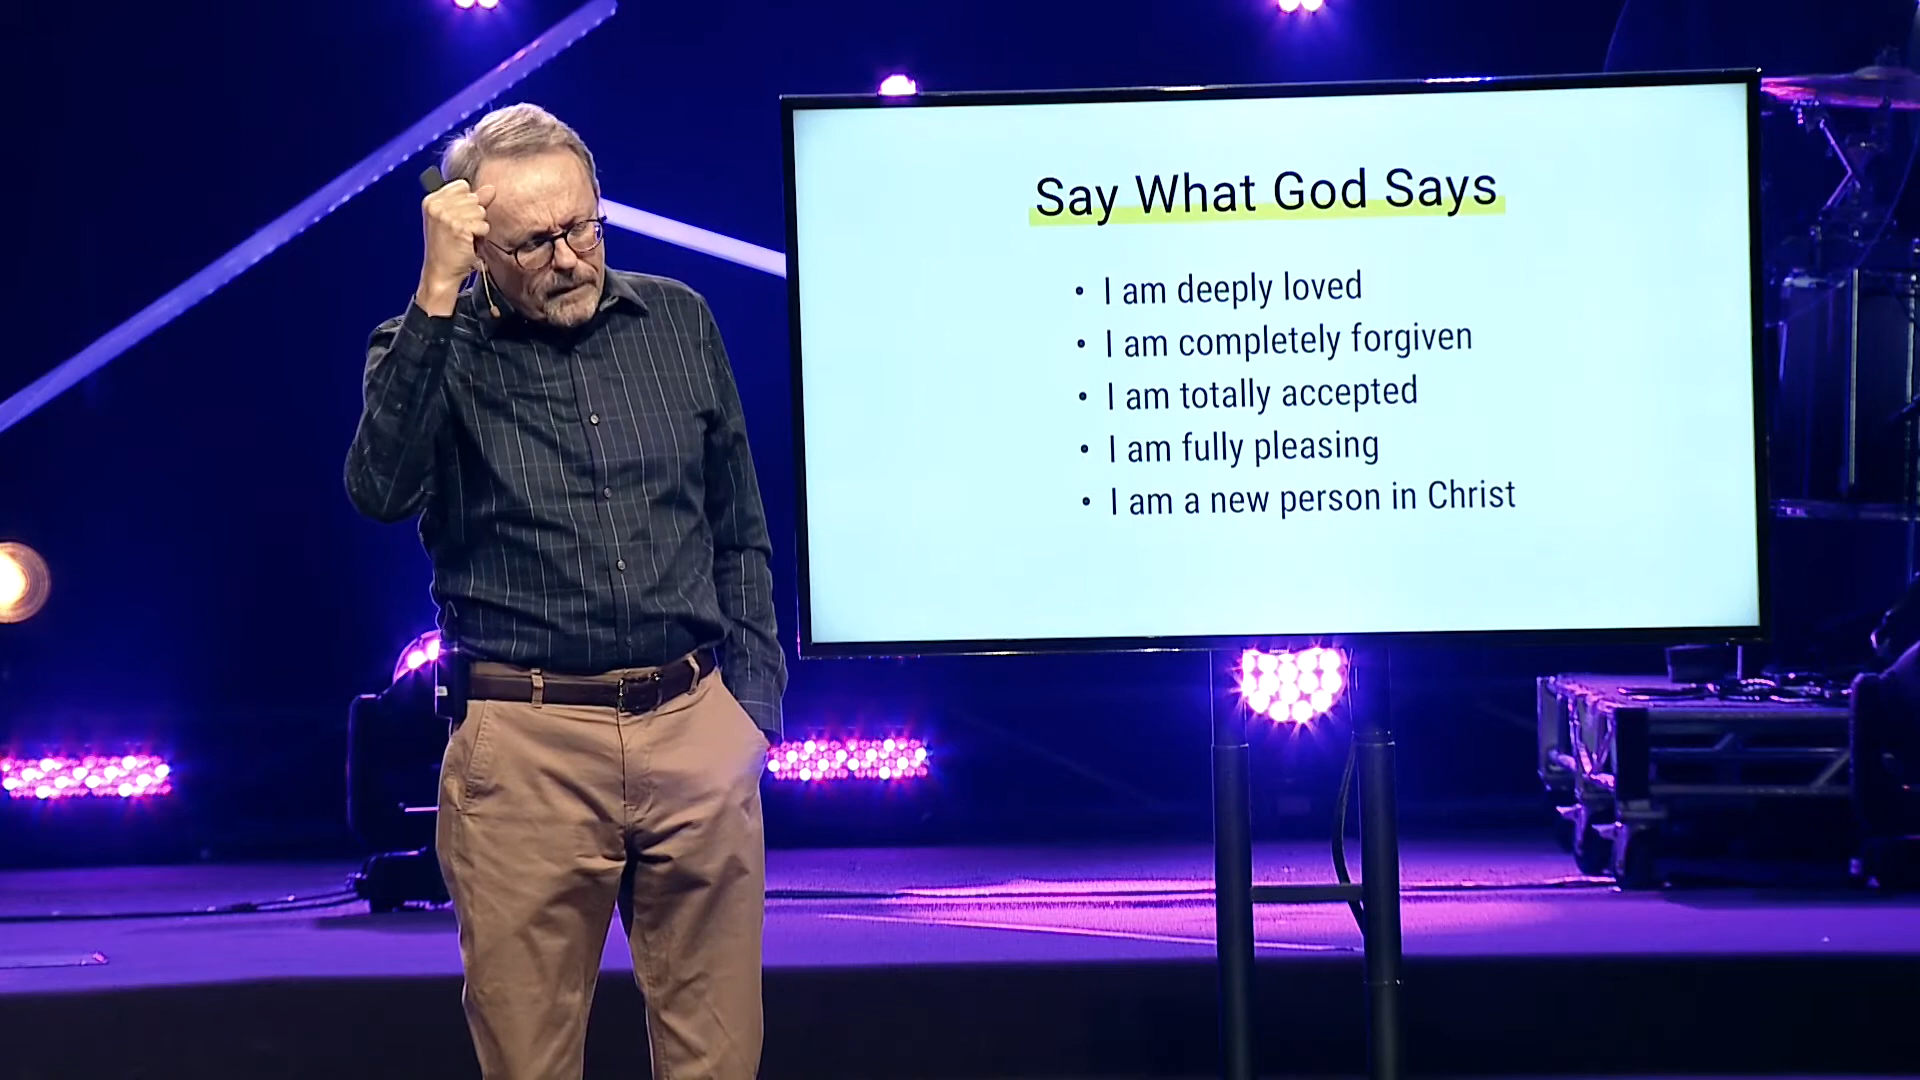 Say What God Says
• I am deeply loved
• I am completely forgiven
• I am totally accepted
• I am fully pleasing
• I am a new person in Christ